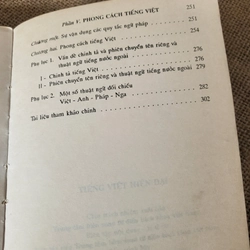 Phần V: PHONG CÁCH TIẾNG VIỆT 251
Chương một. Sự vận dụng các quy tắc ngữ pháp 251
Chương hai. Phong cách tiếng Việt 254
Phụ lục 1. Vấn đề chính tả và phiên chuyển tên riêng và
thuật ngữ tiếng nước ngoài 276
I - Chính tả tiếng Việt 276
II - Phiên chuyển tên riêng và thuật ngữ tiếng nước ngoài 279
Phụ lục 2. Một số thuật ngữ đối chiếu
Việt - Anh - Pháp - Nga 282
Tài liệu tham khảo chính 302